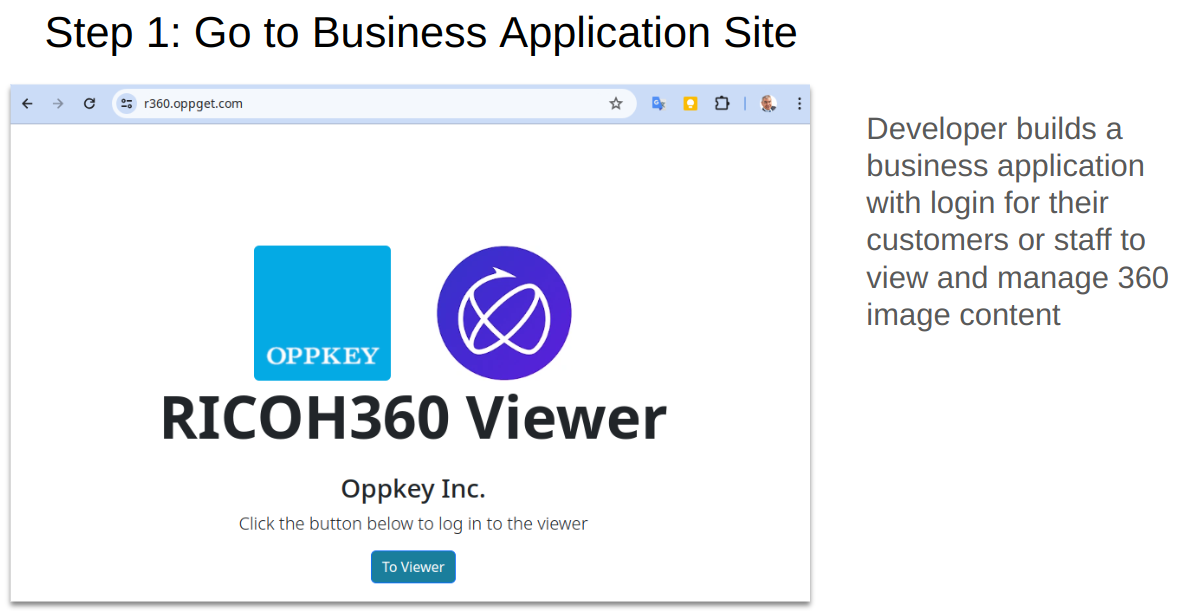 Step 1: Go to Business Application Site
r360.oppget.com
Developer builds a
business application
with login for their
customers or staff to
view and manage 360
image content
OPPKEY
RICOH360 Viewer
Oppkey Inc.
Click the button below to log in to the viewer
To Viewer